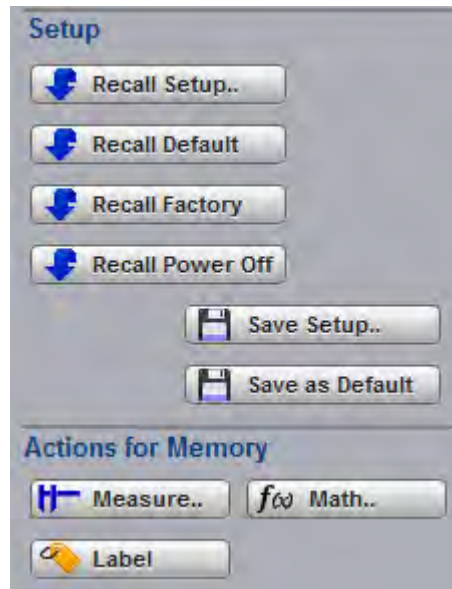 Setup
Recall Setup..
Recall Default
Recall Factory
Recall Power Off
Save Setup..
Save as Default
Actions for Memory
Measure..
f(x) Math..
Label